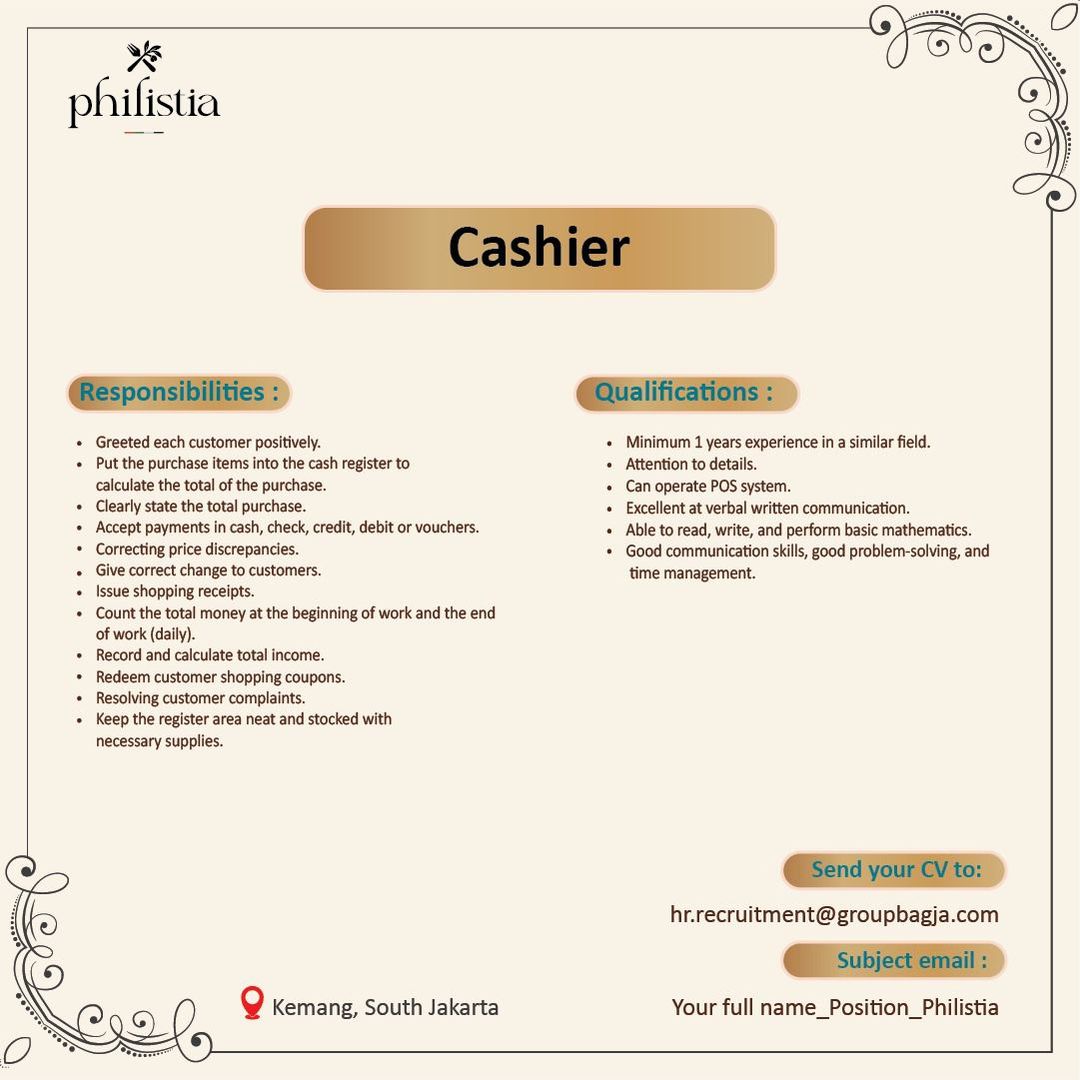 philistia
Cashier
Responsibilities :
• Greeted each customer positively.
• Put the purchase items into the cash register to
calculate the total of the purchase.
• Clearly state the total purchase.
• Accept payments in cash, check, credit, debit or vouchers.
• Correcting price discrepancies.
• Give correct change to customers.
• Issue shopping receipts.
• Count the total money at the beginning of work and the end
of work (daily).
• Record and calculate total income.
• Redeem customer shopping coupons.
• Resolving customer complaints.
• Keep the register area neat and stocked with
necessary supplies.
Qualifications :
• Minimum 1 years experience in a similar field.
• Attention to details.
• Can operate POS system.
• Excellent at verbal written communication.
• Able to read, write, and perform basic mathematics.
• Good communication skills, good problem-solving, and
time management.
Send your CV to:
hr.recruitment@groupbagja.com
Subject email :
Your full name_Position_Philistia
Kemang, South Jakarta